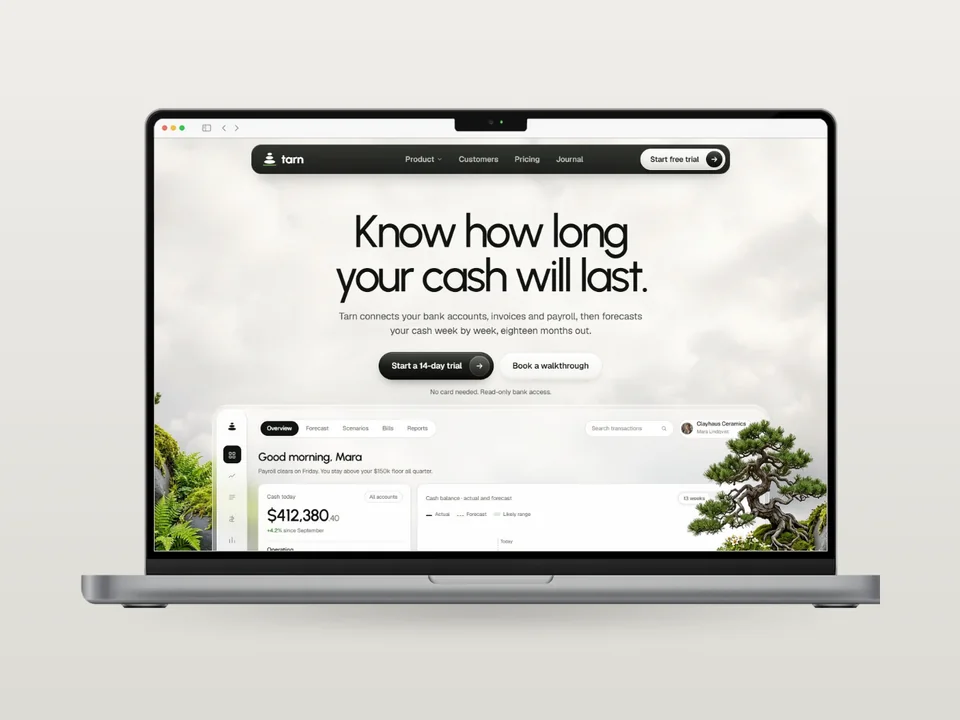 tarn
Product
Customers
Pricing
Journal
Start free trial
Know how long
your cash will last.
Tarn connects your bank accounts, invoices and payroll, then forecasts
your cash week by week, eighteen months out.
Start a 14-day trial
Book a walkthrough
No card needed. Read-only bank access.
Overview
Forecast
Scenarios
Bills
Reports
Search transactions
Clayhaus Ceramics
Mara Lindqvist
Good morning, Mara
Payroll clears on Friday. You stay above your $150k floor all quarter.
Cash today
All accounts
$412,380.40
+4.2% since September
Operating
Cash balance · actual and forecast
13 weeks
Actual
Forecast
Likely range
Today